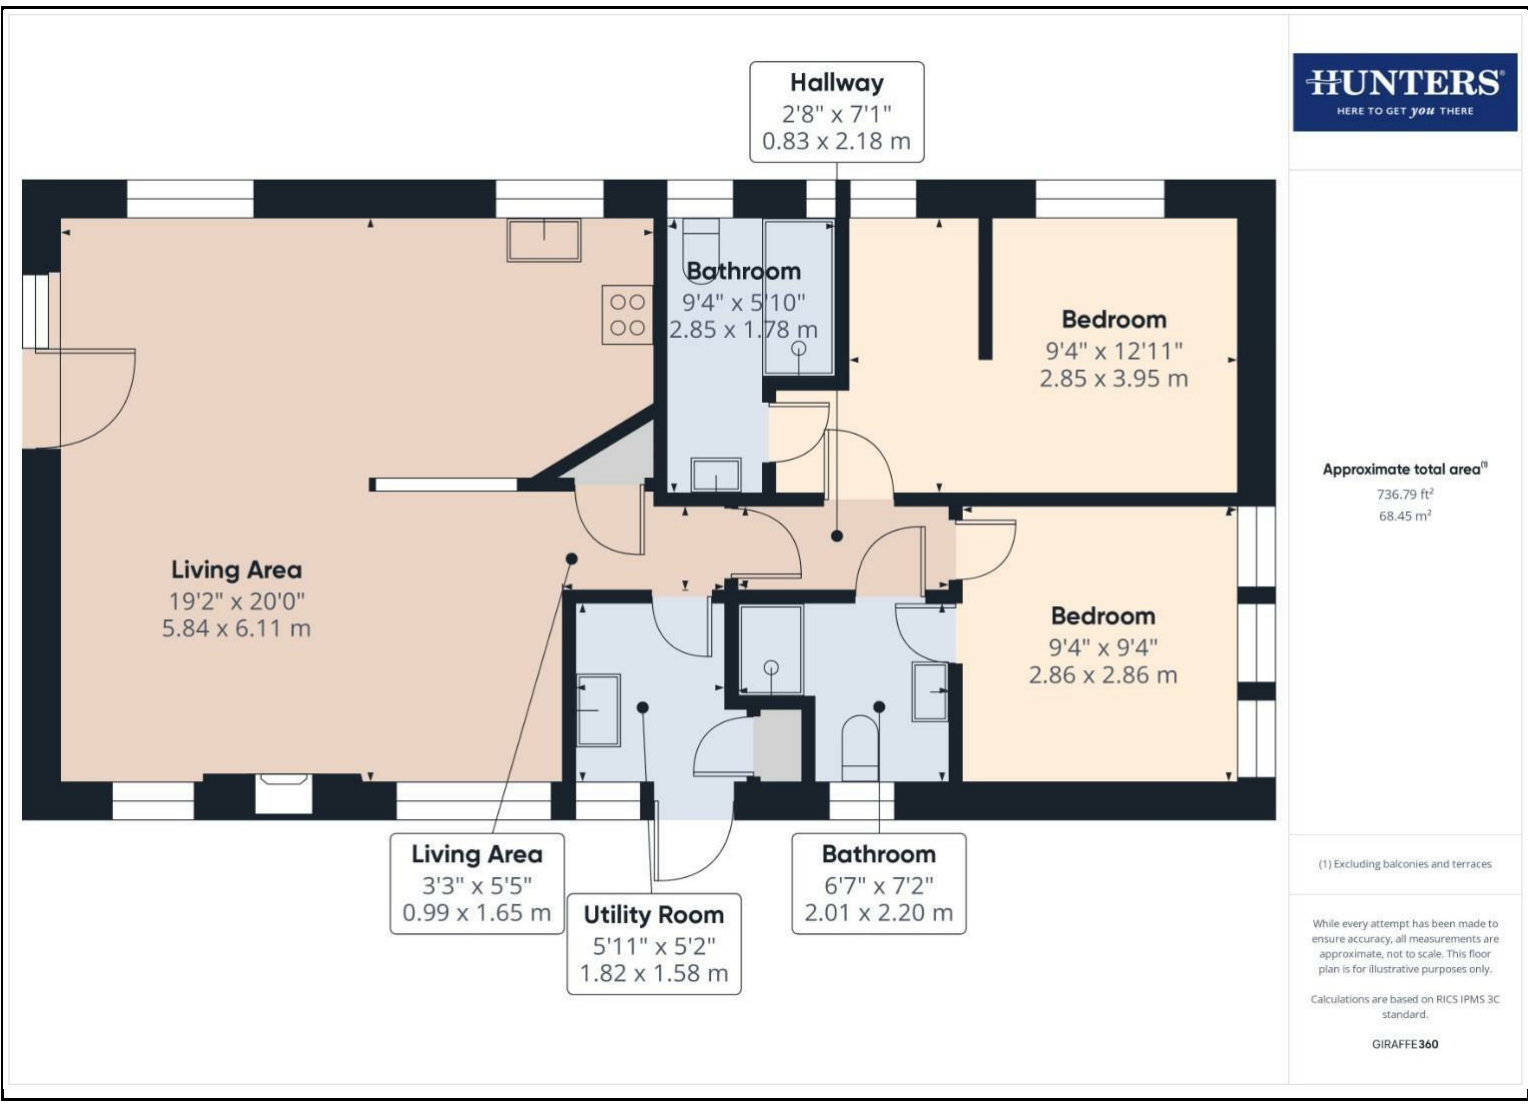 Hallway
2'8" x 7'1"
0.83 x 2.18 m
HUNTERS®
HERE TO GET you THERE
Bathroom
9'4" x 5'10"
2.85 x 1.78 m
Bedroom
9'4" x 12'11"
2.85 x 3.95 m
Living Area
19'2" x 20'0"
5.84 x 6.11 m
Bedroom
9'4" x 9'4"
2.86 x 2.86 m
Living Area
3'3" x 5'5"
0.99 x 1.65 m
Utility Room
5'11" x 5'2"
1.82 x 1.58 m
Bathroom
6'7" x 7'2"
2.01 x 2.20 m
Approximate total area⁽¹⁾
736.79 ft²
68.45 m²
(1) Excluding balconies and terraces
While every attempt has been made to
ensure accuracy, all measurements are
approximate, not to scale. This floor
plan is for illustrative purposes only.
Calculations are based on RICS IPMS 3C
standard.
GIRAFFE360